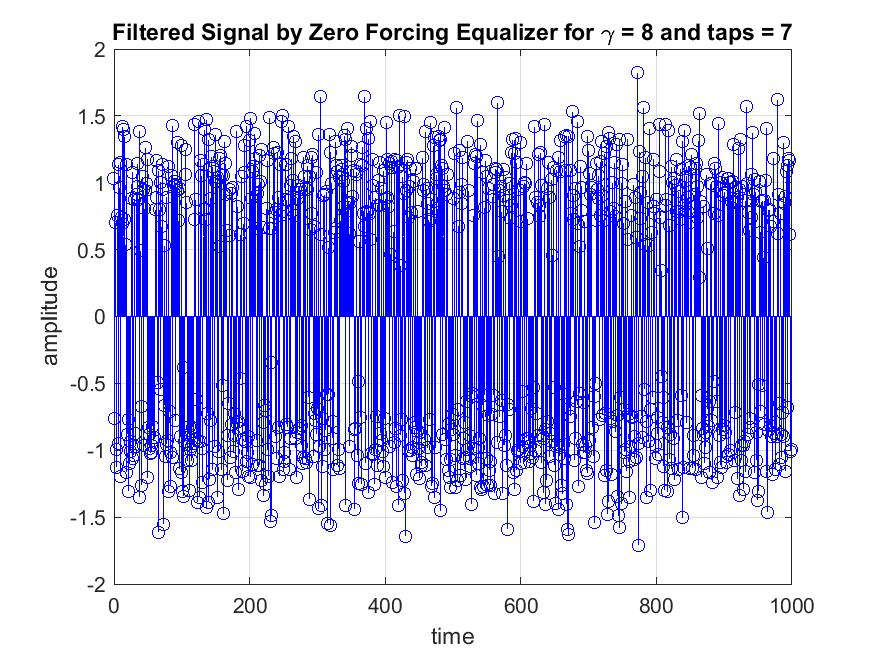 Filtered Signal by Zero Forcing Equalizer for γ = 8 and taps = 7
2
1.5
1
0.5
0
-0.5
-1
-1.5
-2
amplitude
0 200 400 600 800 1000
time